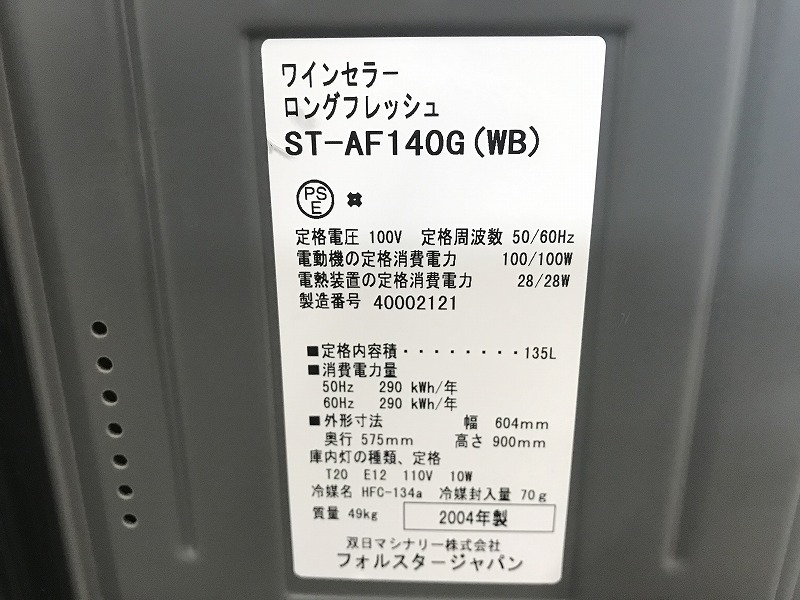 ワインセラー
ロングフレッシュ
ST-AF140G(WB)
PS
E
定格電圧 100V 定格周波数 50/60Hz
電動機の定格消費電力 100/100W
電熱装置の定格消費電力 28/28W
製造番号 40002121
■定格内容積・・・・・・・・135L
■消費電力量
50Hz 290 kWh/年
60Hz 290 kWh/年
■外形寸法 幅 604mm
奥行 575mm 高さ 900mm
庫内灯の種類、定格
T20 E12 110V 10W
冷媒名 HFC-134a 冷媒封入量 70g
質量 49kg 2004年製
双日マシナリー株式会社
フォルスタージャパン